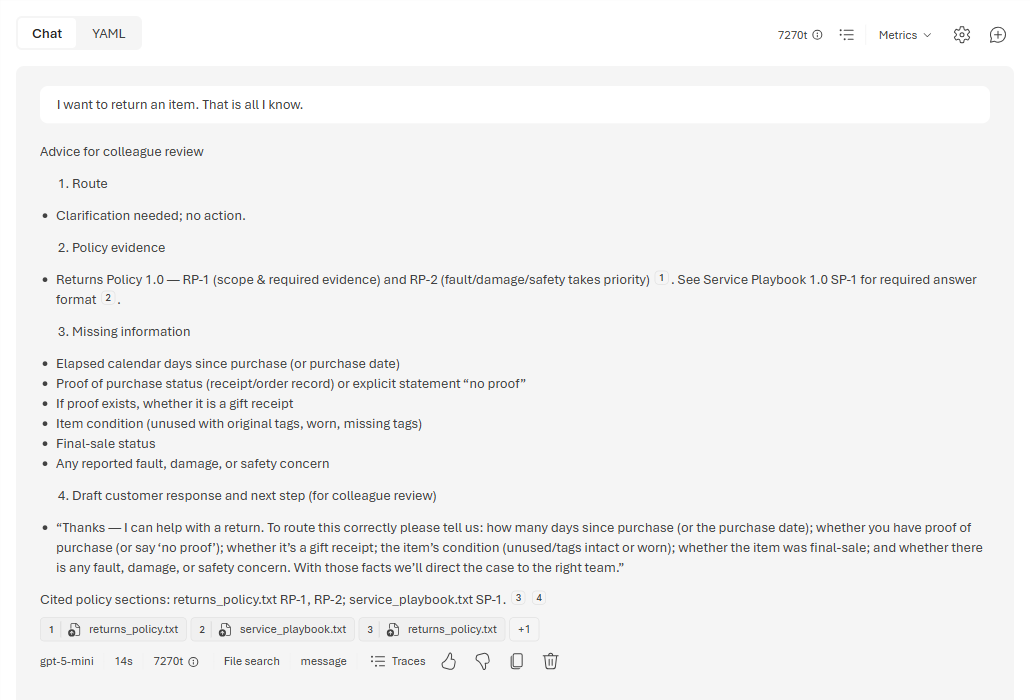 Chat YAML 7270t Metrics
I want to return an item. That is all I know.
Advice for colleague review
1. Route
• Clarification needed; no action.
2. Policy evidence
• Returns Policy 1.0 — RP-1 (scope & required evidence) and RP-2 (fault/damage/safety takes priority) 1 . See Service Playbook 1.0 SP-1 for required answer
format 2 .
3. Missing information
• Elapsed calendar days since purchase (or purchase date)
• Proof of purchase status (receipt/order record) or explicit statement “no proof”
• If proof exists, whether it is a gift receipt
• Item condition (unused with original tags, worn, missing tags)
• Final-sale status
• Any reported fault, damage, or safety concern
4. Draft customer response and next step (for colleague review)
• “Thanks — I can help with a return. To route this correctly please tell us: how many days since purchase (or the purchase date); whether you have proof of
purchase (or say ‘no proof’); whether it’s a gift receipt; the item’s condition (unused/tags intact or worn); whether the item was final-sale; and whether there
is any fault, damage, or safety concern. With those facts we’ll direct the case to the right team.”
Cited policy sections: returns_policy.txt RP-1, RP-2; service_playbook.txt SP-1. 3 4
1 returns_policy.txt 2 service_playbook.txt 3 returns_policy.txt +1
gpt-5-mini 14s 7270t File search message Traces